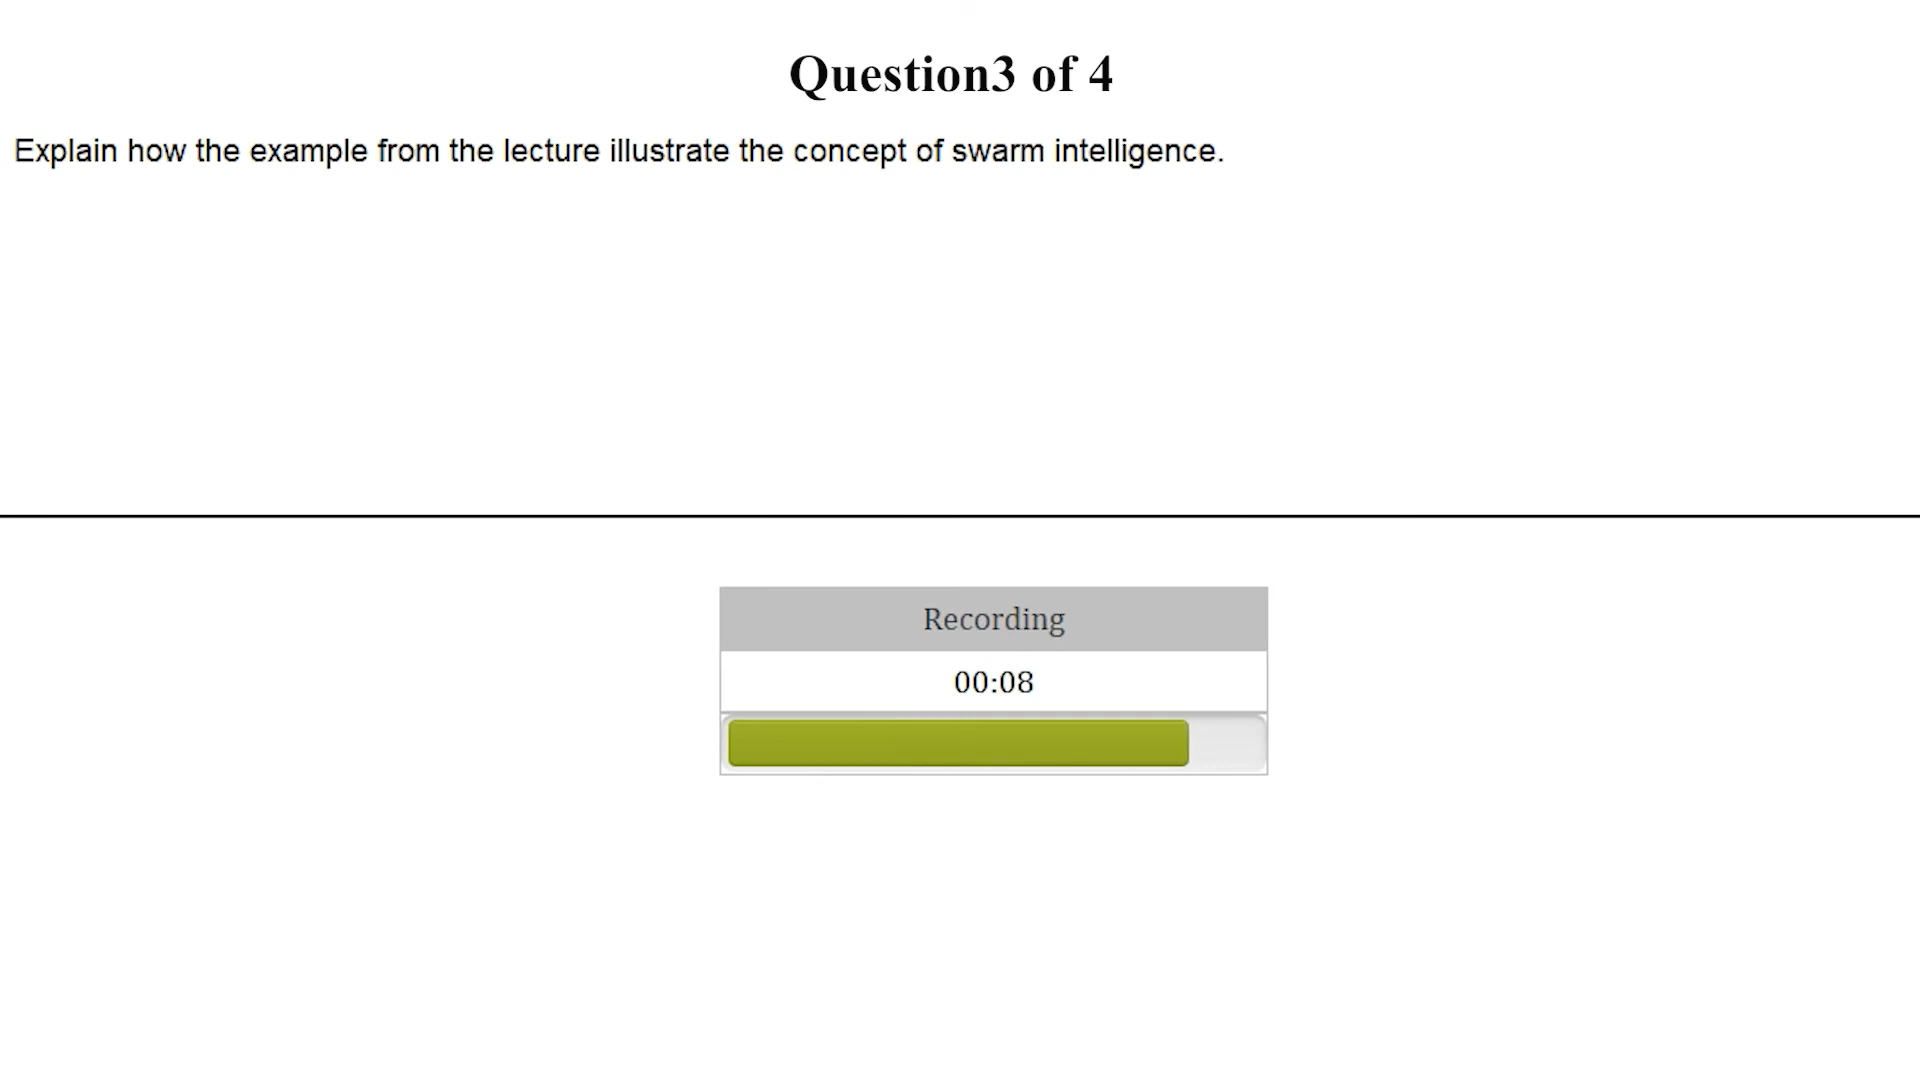 Question3 of 4
Explain how the example from the lecture illustrate the concept of swarm intelligence.
Recording
00:08